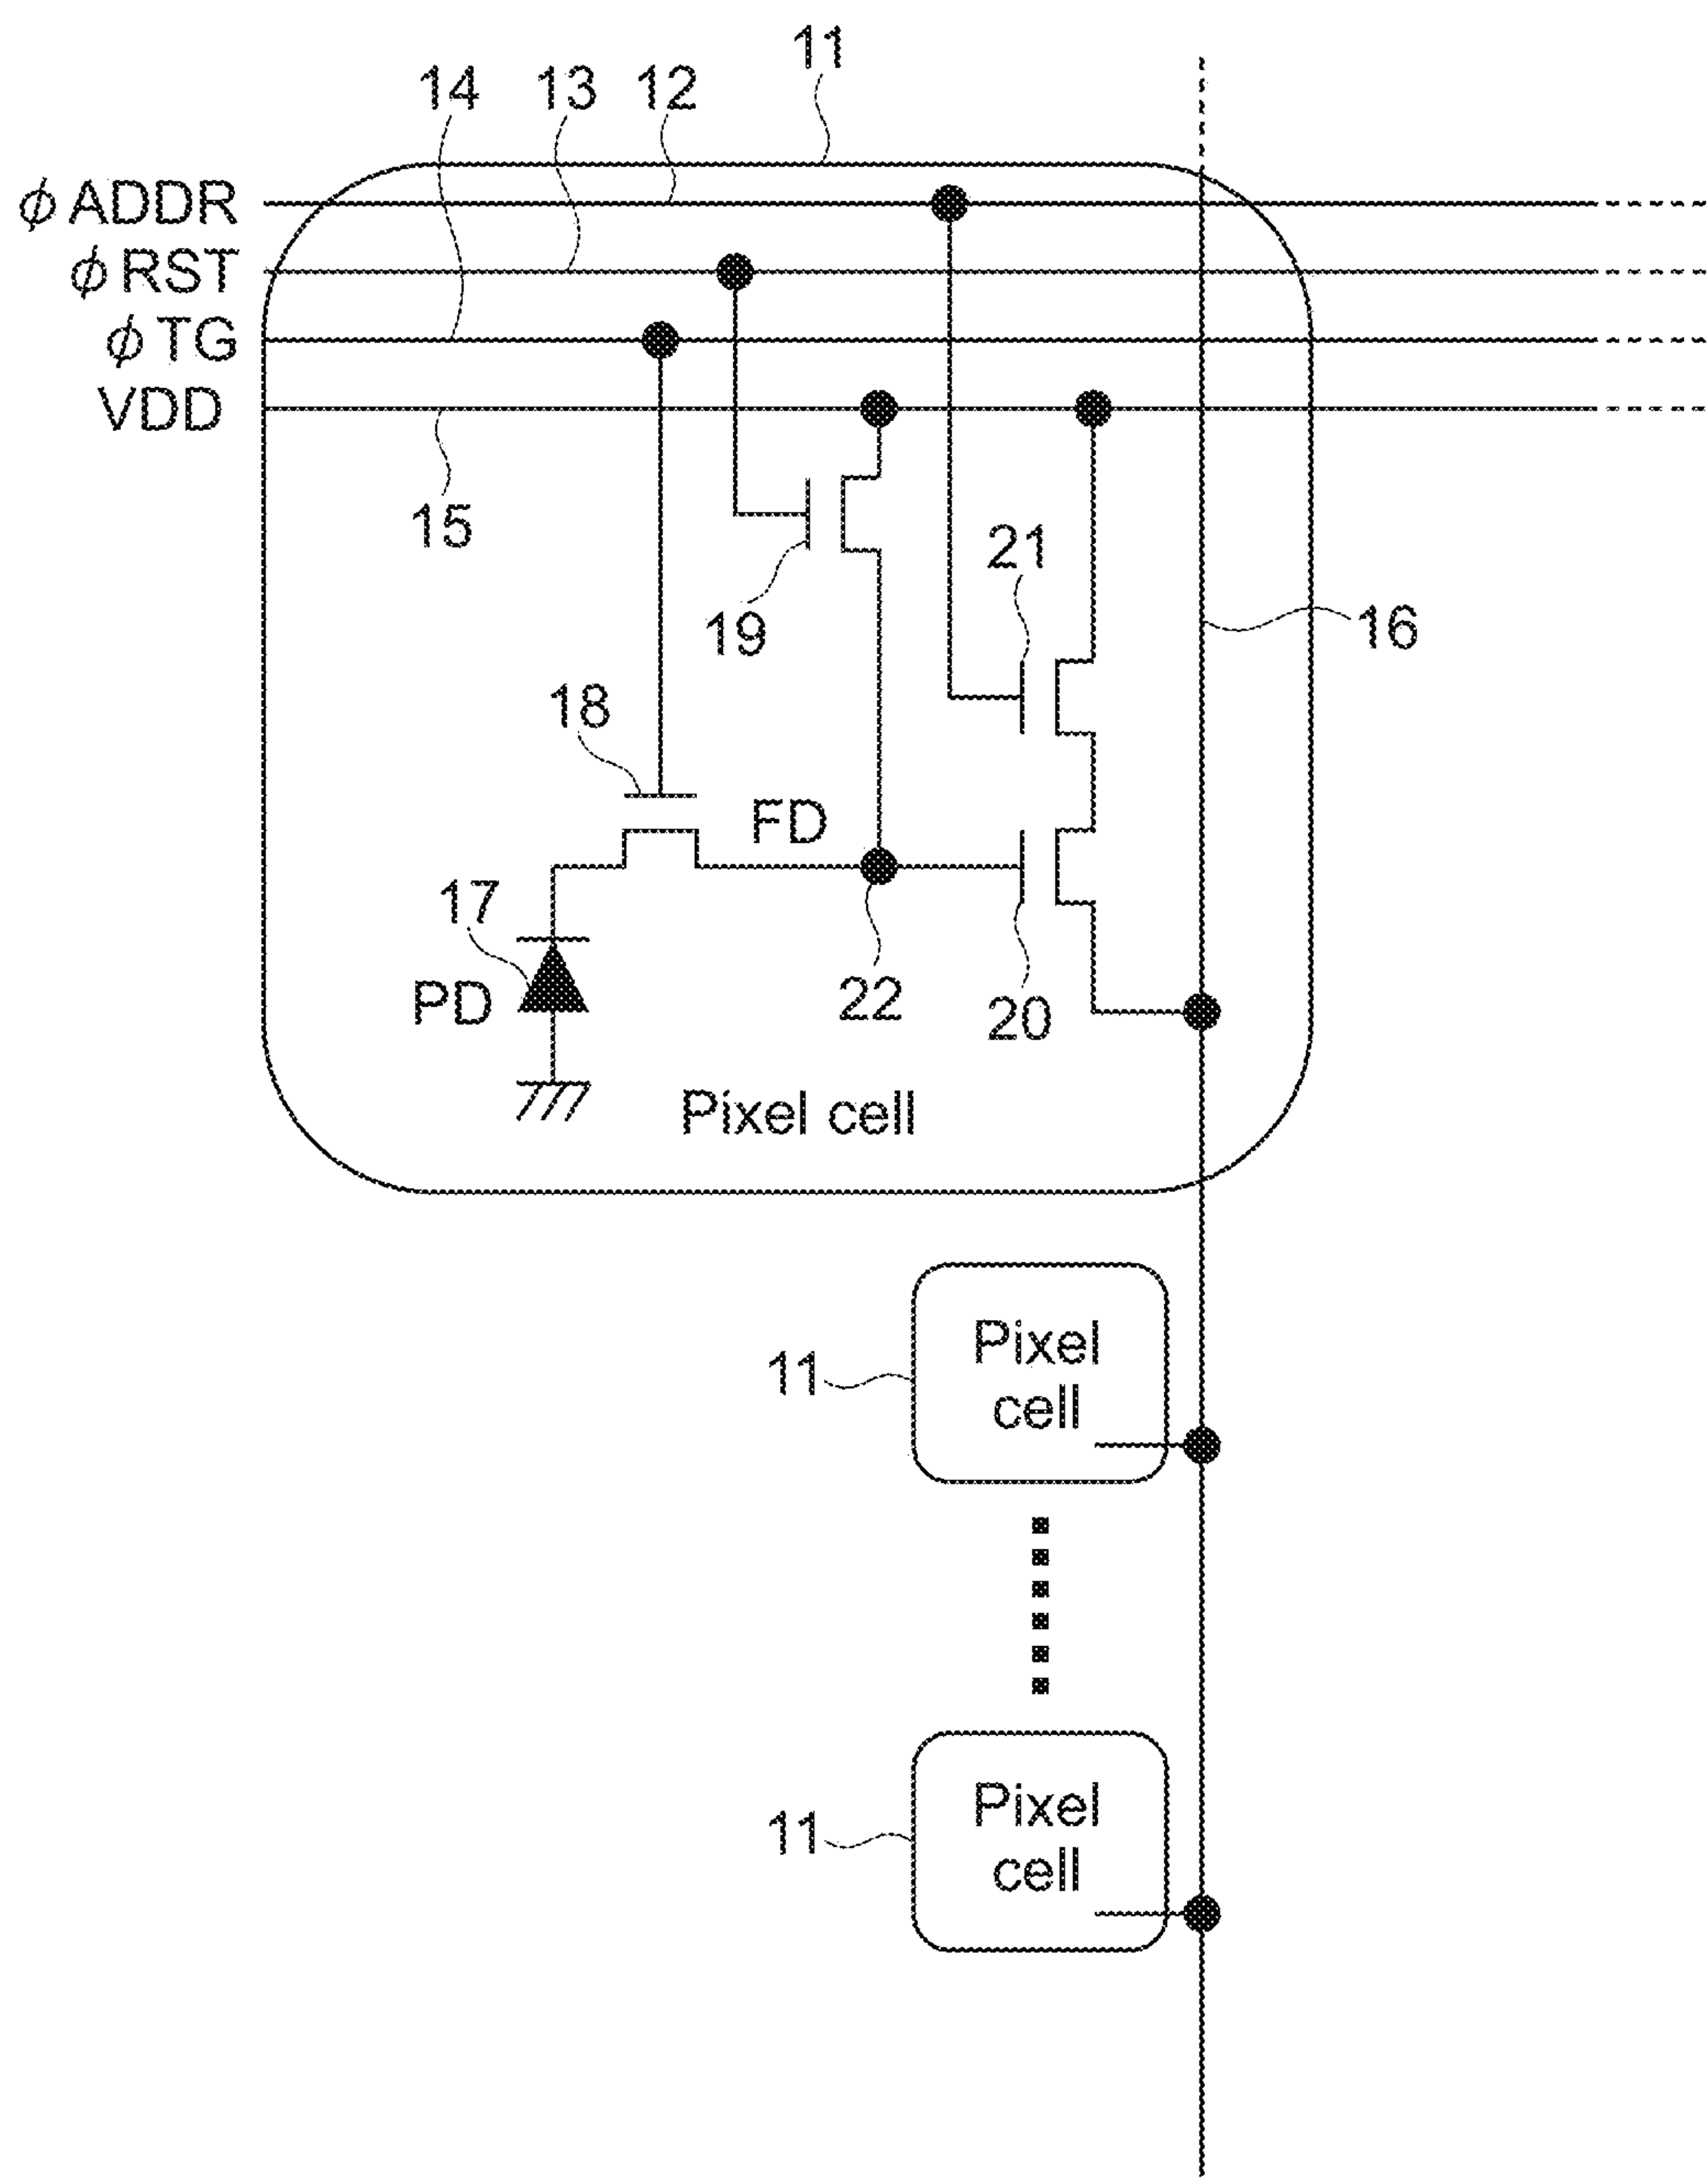 11
14 13 12
ϕ ADDR
ϕ RST
ϕ TG
VDD
15
21
19
16
18
FD
17
PD
22
20
Pixel cell
Pixel
cell
11
Pixel
cell
11